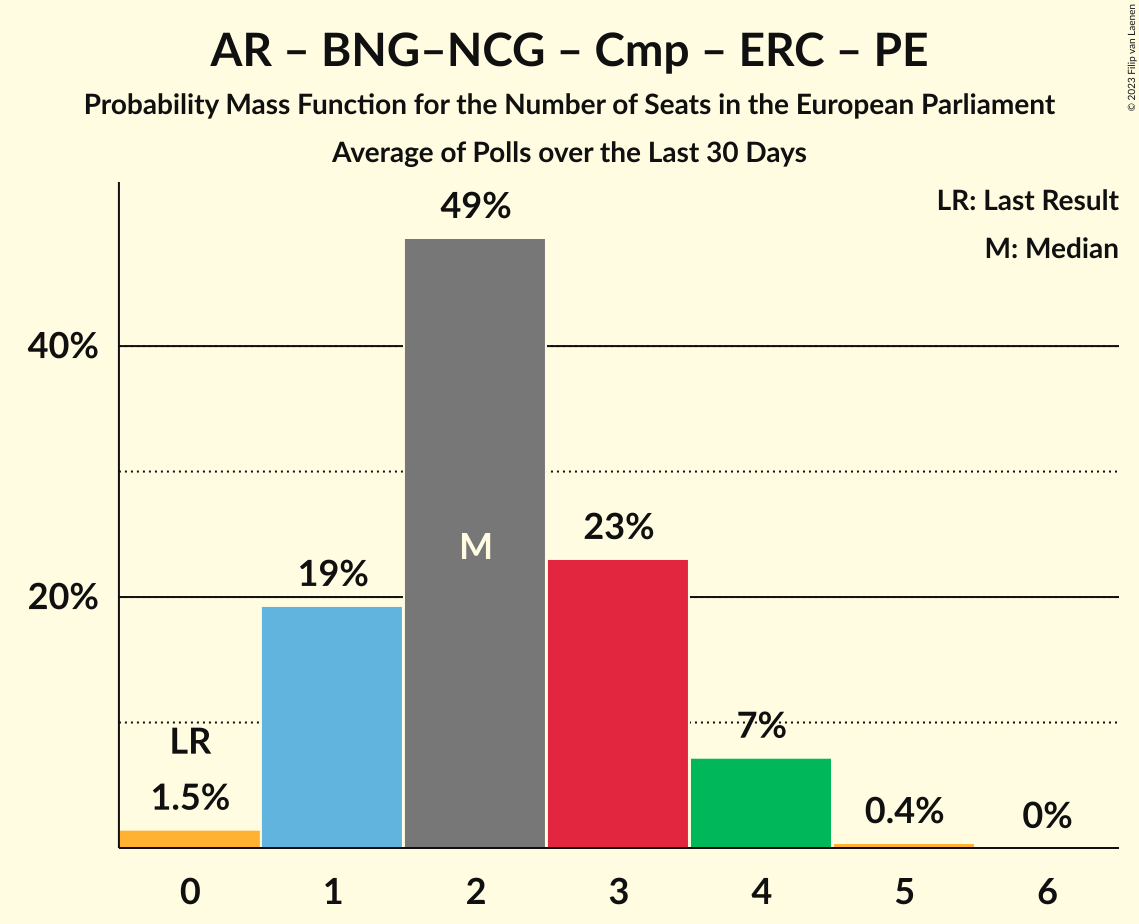 © 2023 Filip van Laenen
AR – BNG–NCG – Cmp – ERC – PE
Probability Mass Function for the Number of Seats in the European Parliament
Average of Polls over the Last 30 Days
LR: Last Result
M: Median
49%
40%
M
23%
19%
20%
LR
7%
1.5%
0.4%
0%
0 1 2 3 4 5 6